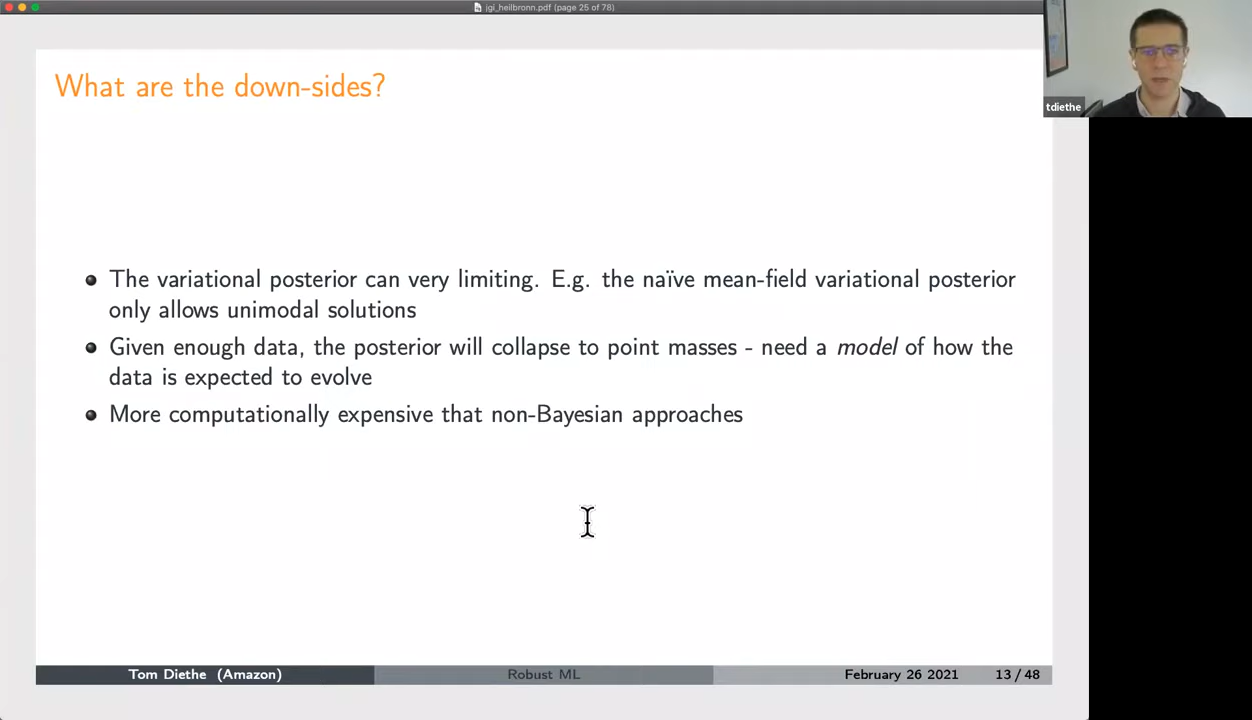 jgi_heilbronn.pdf (page 25 of 78)
tdiethe
What are the down-sides?
The variational posterior can very limiting. E.g. the naïve mean-field variational posterior
only allows unimodal solutions
Given enough data, the posterior will collapse to point masses - need a model of how the
data is expected to evolve
More computationally expensive that non-Bayesian approaches
Tom Diethe (Amazon)
Robust ML
February 26 2021
13 / 48